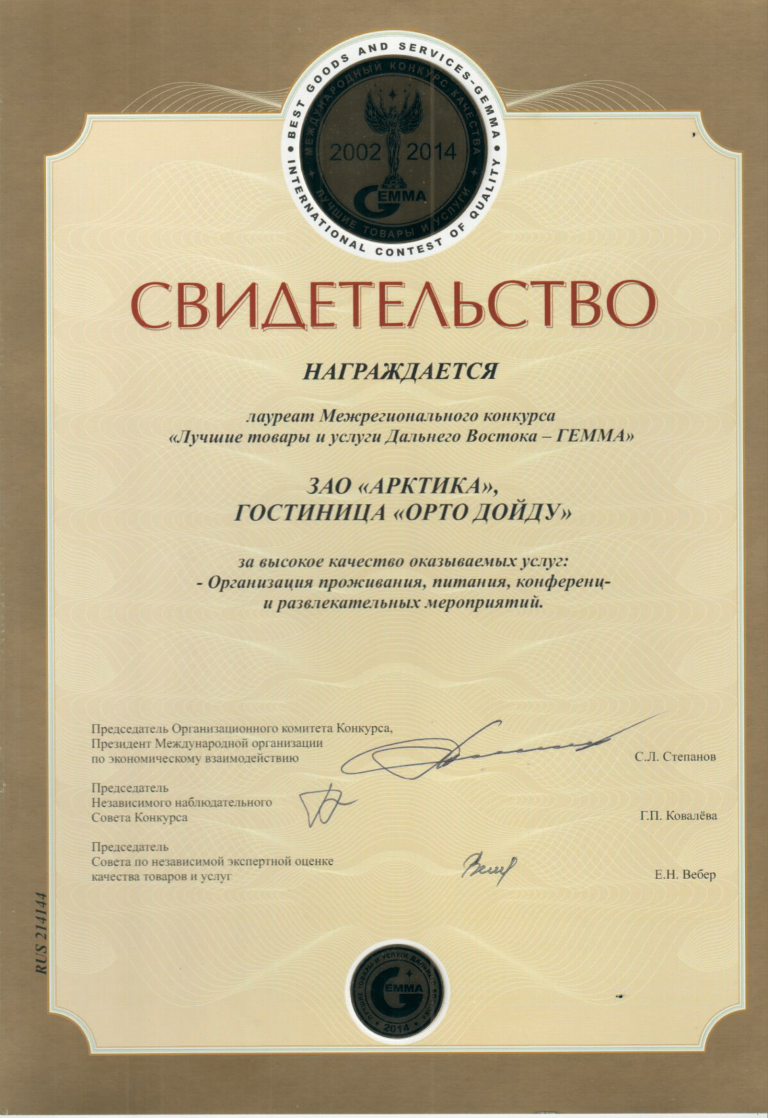 BEST GOODS AND SERVICES-GEMMA
INTERNATIONAL CONTEST OF QUALITY
МЕЖДУНАРОДНЫЙ КОНКУРС КАЧЕСТВА
2002 2014
GEMMA
ЛУЧШИЕ ТОВАРЫ И УСЛУГИ
СВИДЕТЕЛЬСТВО
НАГРАЖДАЕТСЯ
лауреат Межрегионального конкурса
«Лучшие товары и услуги Дальнего Востока – ГЕММА»
ЗАО «АРКТИКА»,
ГОСТИНИЦА «ОРТО ДОЙДУ»
за высокое качество оказываемых услуг:
- Организация проживания, питания, конференц-
и развлекательных мероприятий.
Председатель Организационного комитета Конкурса,
Президент Международной организации
по экономическому взаимодействию
С.Л. Степанов
Председатель
Независимого наблюдательного
Совета Конкурса
Г.П. Ковалёва
Председатель
Совета по независимой экспертной оценке
качества товаров и услуг
Е.Н. Вебер
RUS 214144
GEMMA
2014